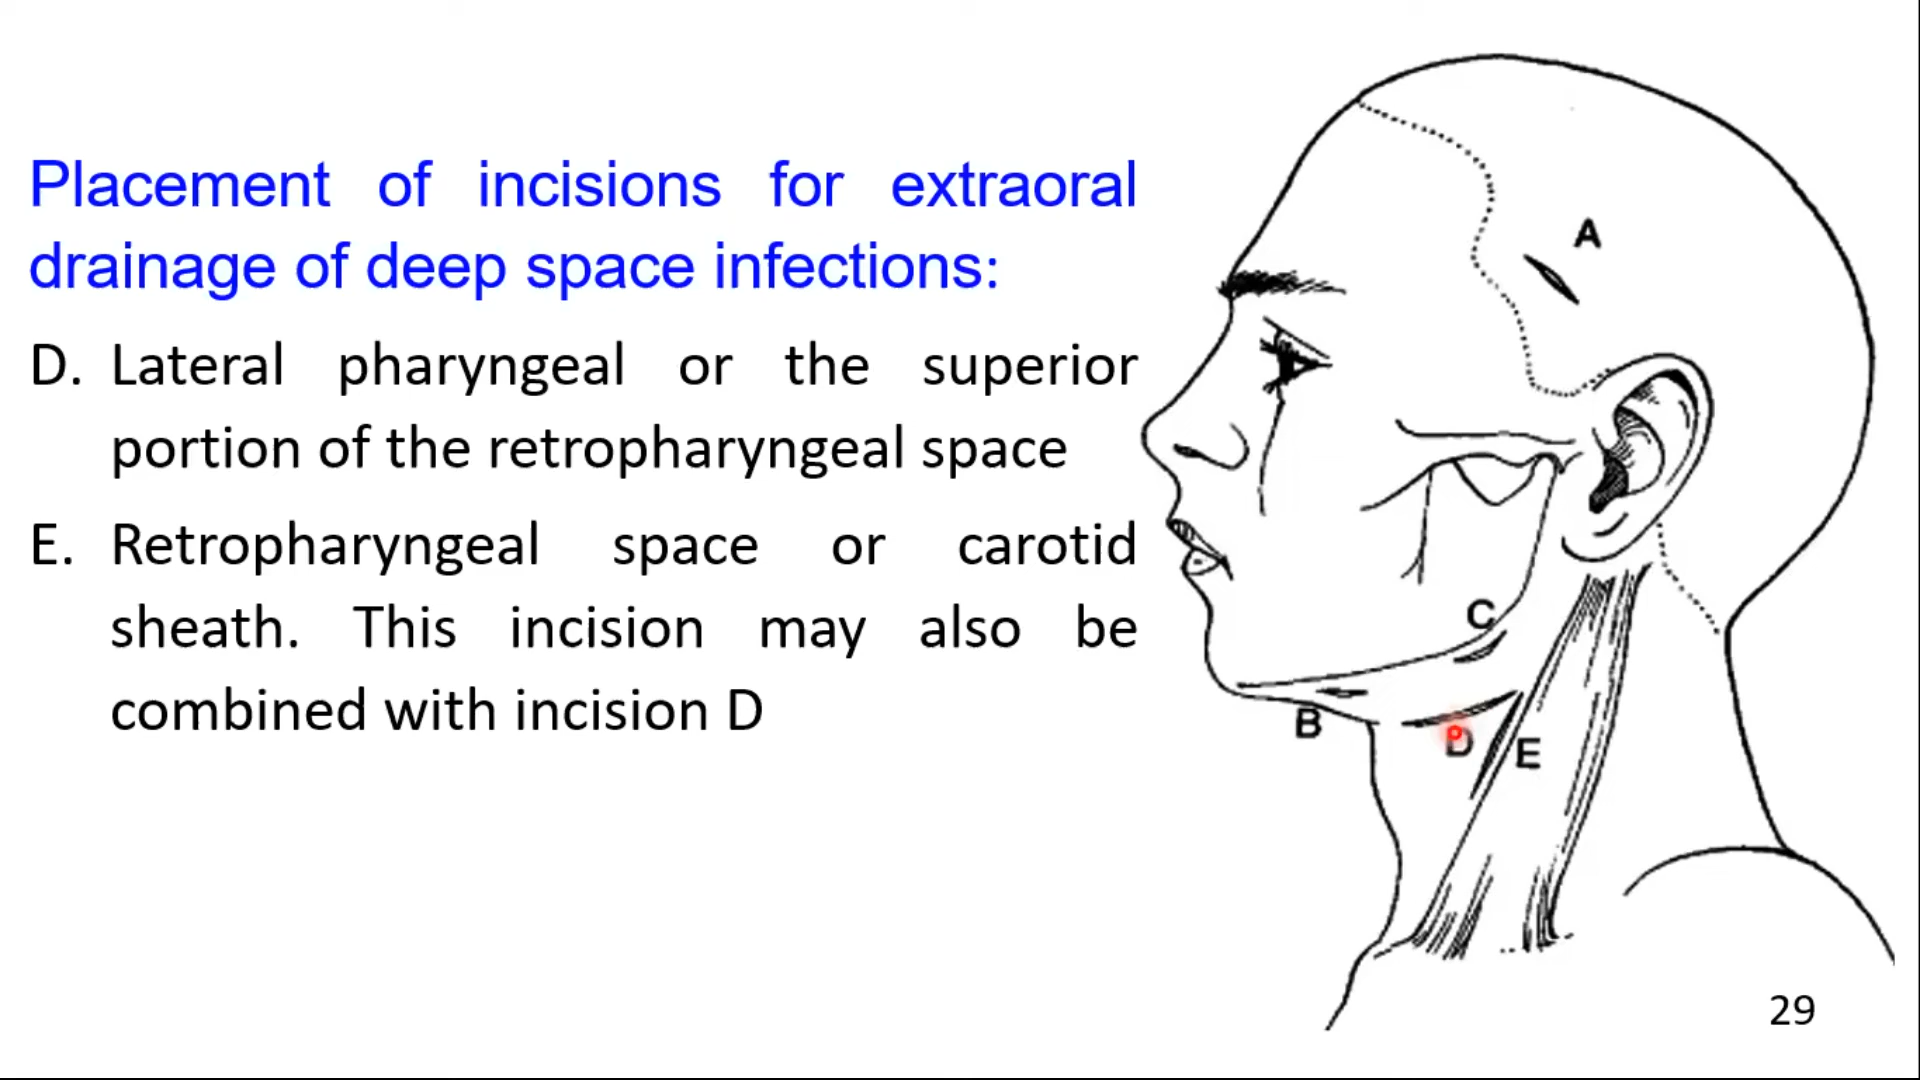 Placement of incisions for extraoral
drainage of deep space infections:
D. Lateral pharyngeal or the superior
portion of the retropharyngeal space
E. Retropharyngeal space or carotid
sheath. This incision may also be
combined with incision D
A
C
B
D
E
29